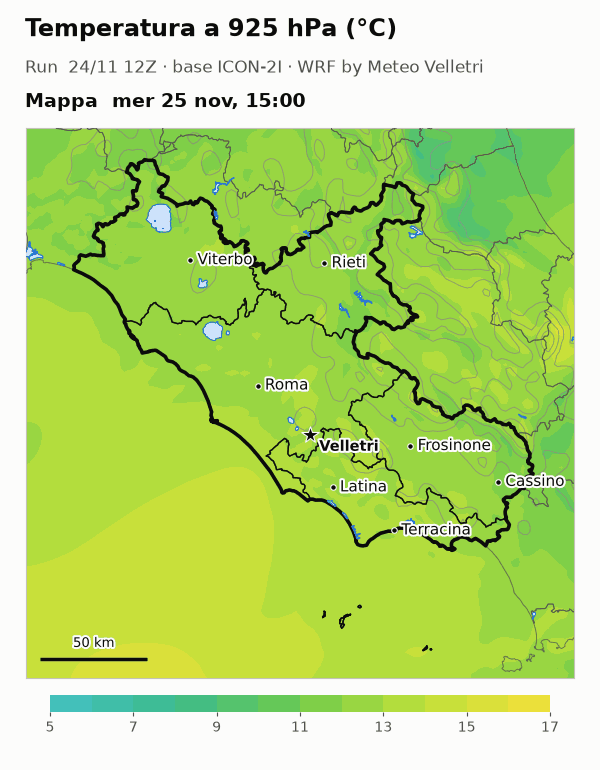 Temperatura a 925 hPa (°C)
Run  24/11 12Z · base ICON-2I · WRF by Meteo Velletri
Mappa  mer 25 nov, 15:00
Viterbo
Rieti
Roma
Velletri
Frosinone
Cassino
Latina
Terracina
50 km
5 7 9 11 13 15 17